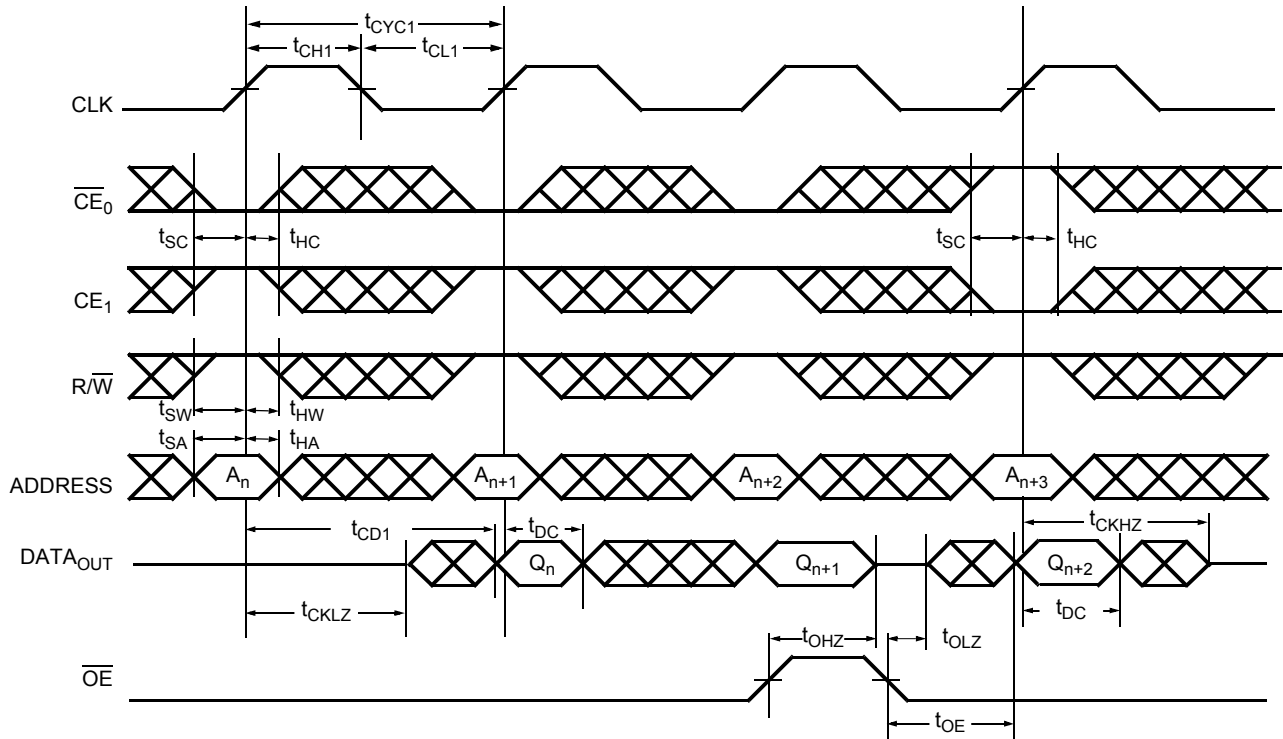 tCYC1
tCH1 tCL1
CLK
CE0
tSC tHC tSC tHC
CE1
R/W
tSW tHW
tSA tHA
ADDRESS An An+1 An+2 An+3
tCD1 tDC tCKHZ
DATAOUT Qn Qn+1 Qn+2
tCKLZ tDC
tOHZ tOLZ
OE
tOE